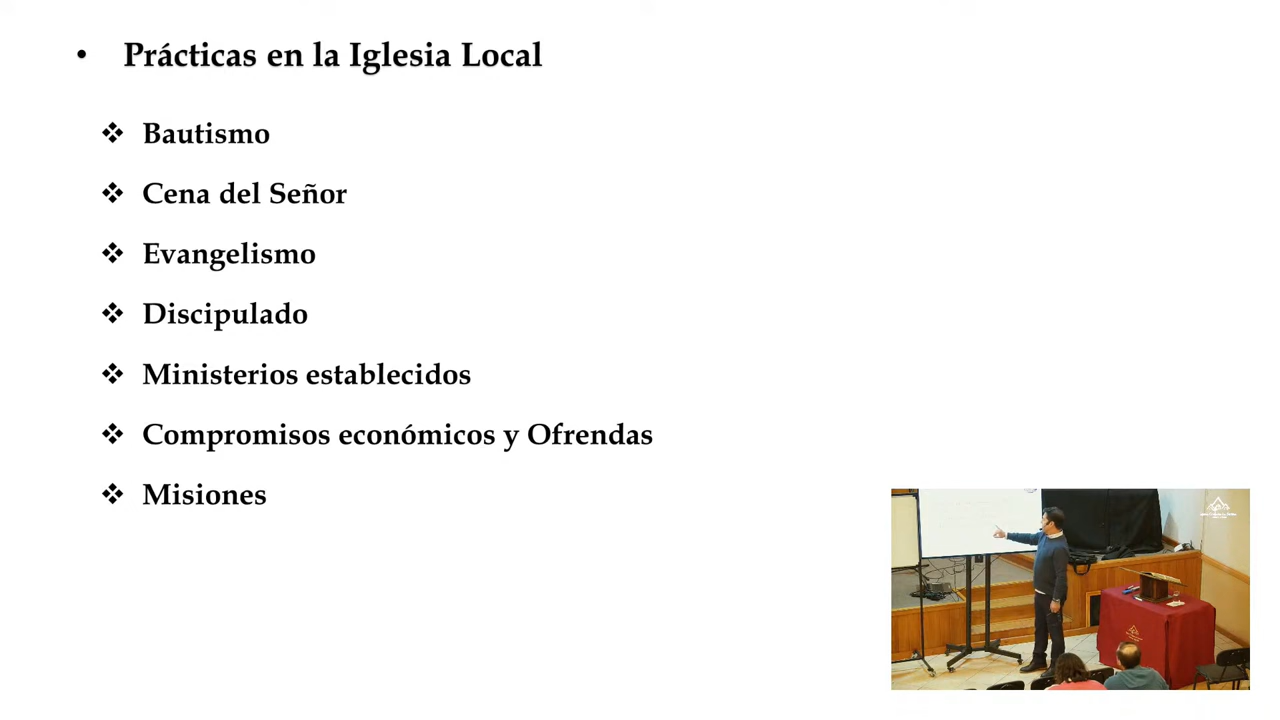 Prácticas en la Iglesia Local
Bautismo
Cena del Señor
Evangelismo
Discipulado
Ministerios establecidos
Compromisos económicos y Ofrendas
Misiones